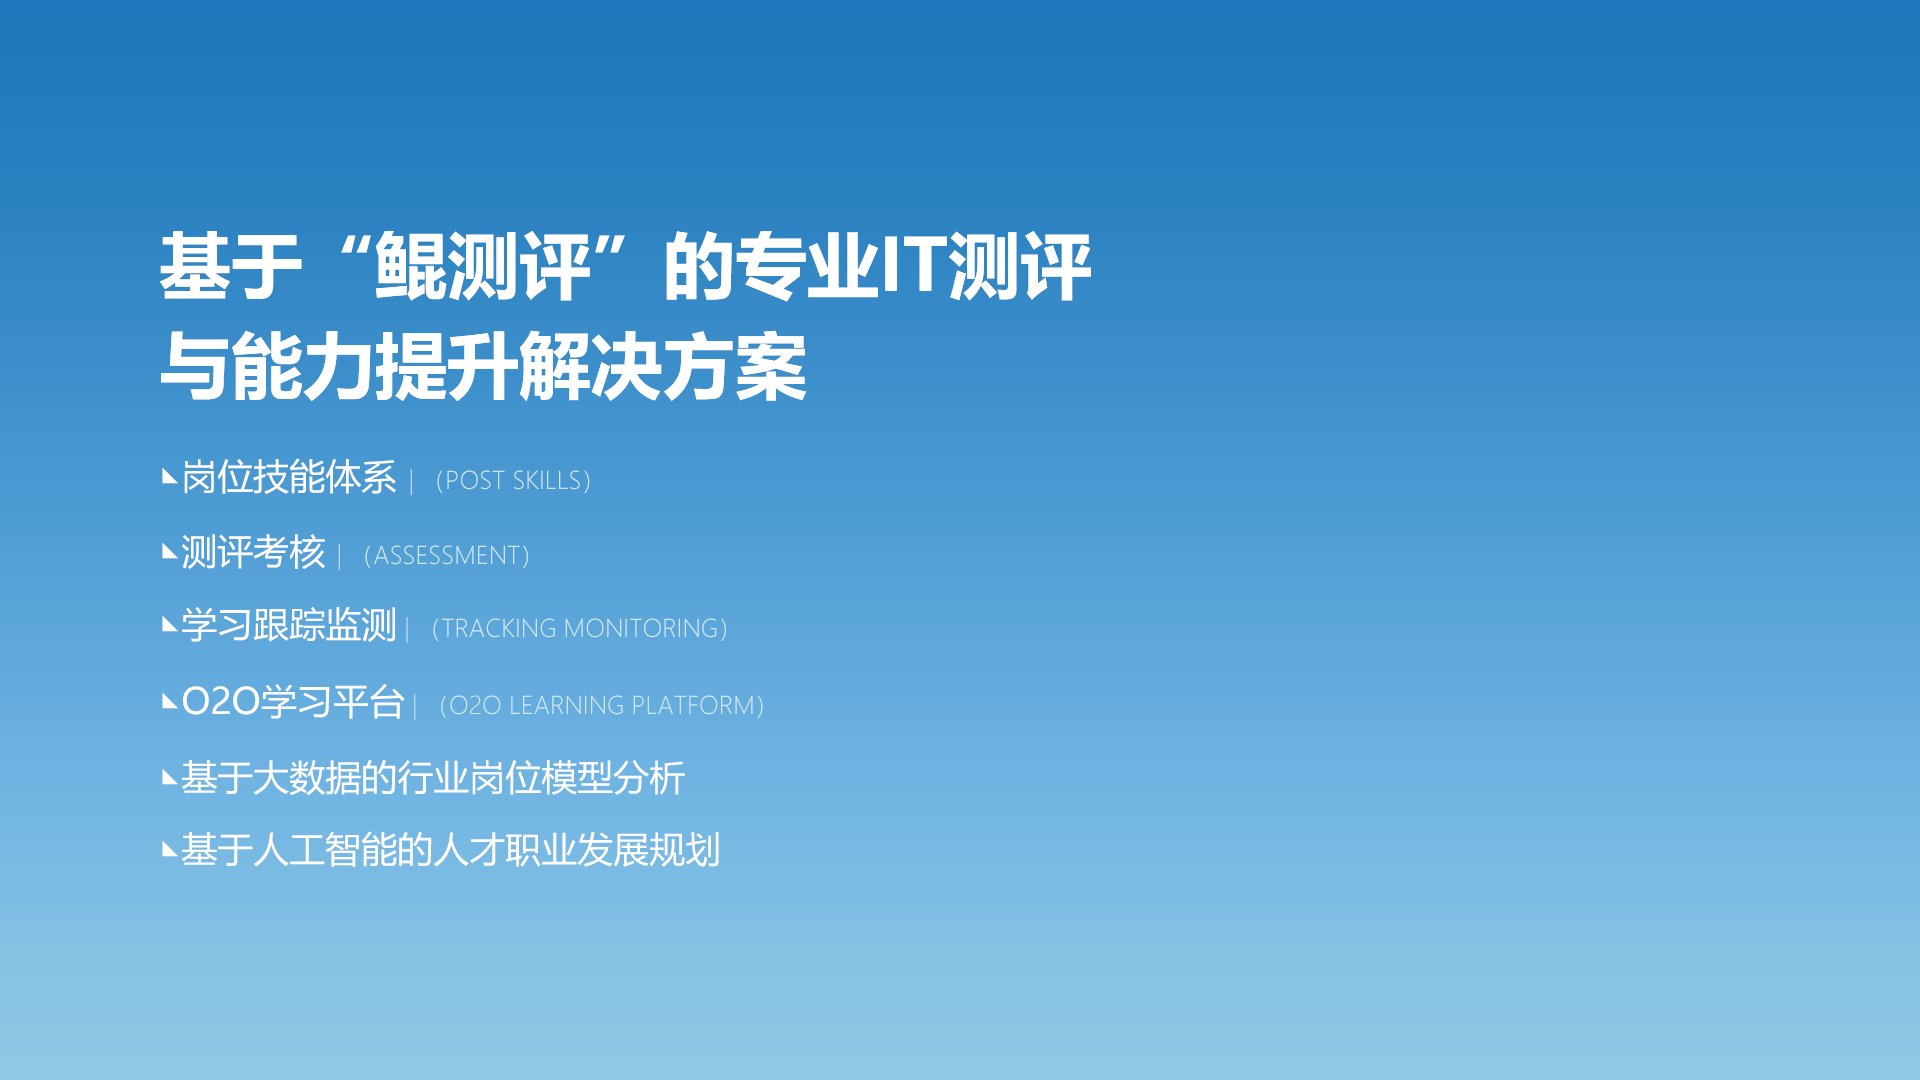 基于“鲲测评”的专业IT测评
与能力提升解决方案
岗位技能体系 | （POST SKILLS）
测评考核 | （ASSESSMENT）
学习跟踪监测 | （TRACKING MONITORING）
O2O学习平台 | （O2O LEARNING PLATFORM）
基于大数据的行业岗位模型分析
基于人工智能的人才职业发展规划